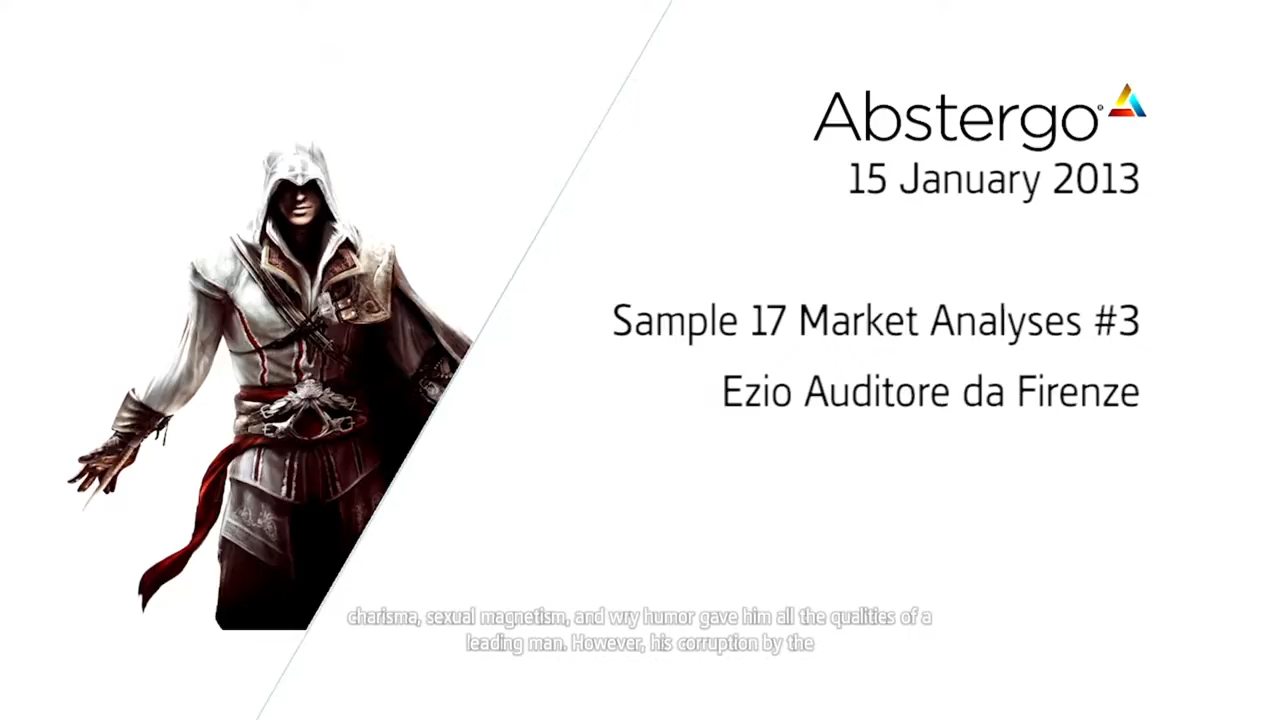 Abstergo®
15 January 2013
Sample 17 Market Analyses #3
Ezio Auditore da Firenze
charisma, sexual magnetism, and wry humor gave him all the qualities of a
leading man. However, his corruption by the